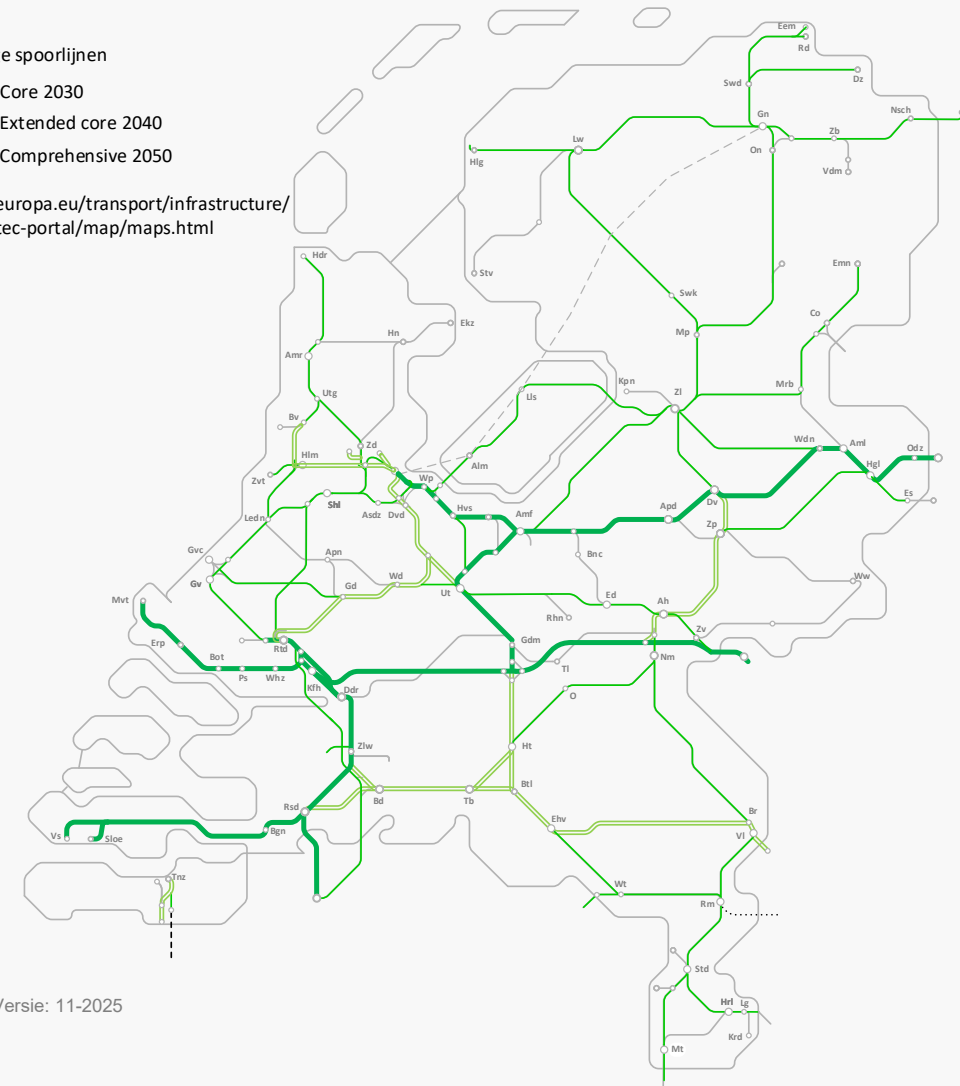 e spoorlijnen
Core 2030
Extended core 2040
Comprehensive 2050
europa.eu/transport/infrastructure/
tec-portal/map/maps.html
Eem
Rd
Swd
Dz
Gn
Nsch
Zb
On
Vdm
Lw
Hlg
Stv
Hdr
Emn
Swk
Co
Mp
Ekz
Hn
Amr
Kpn
Zl
Mrb
Lls
Utg
Bv
Zd
Hlm
Wdn
Aml
Odz
Alm
Wp
Hgl
Zvt
Es
Shl
Asdz
Dvd
Hvs
Amf
Apd
Dv
Ledn
Zp
Gvc
Apn
Bnc
Gv
Gd
Wd
Ut
Ww
Mvt
Ed
Ah
Rhn
Zv
Erp
Rtd
Gdm
Bot
Nm
Ps
Whz
Tl
Kfh
Ddr
O
Zlw
Ht
Rsd
Bd
Tb
Btl
Vs
Sloe
Bgn
Ehv
Br
Vl
Tnz
Wt
Rm
Std
Hrl
Lg
Krd
Mt
Versie: 11-2025